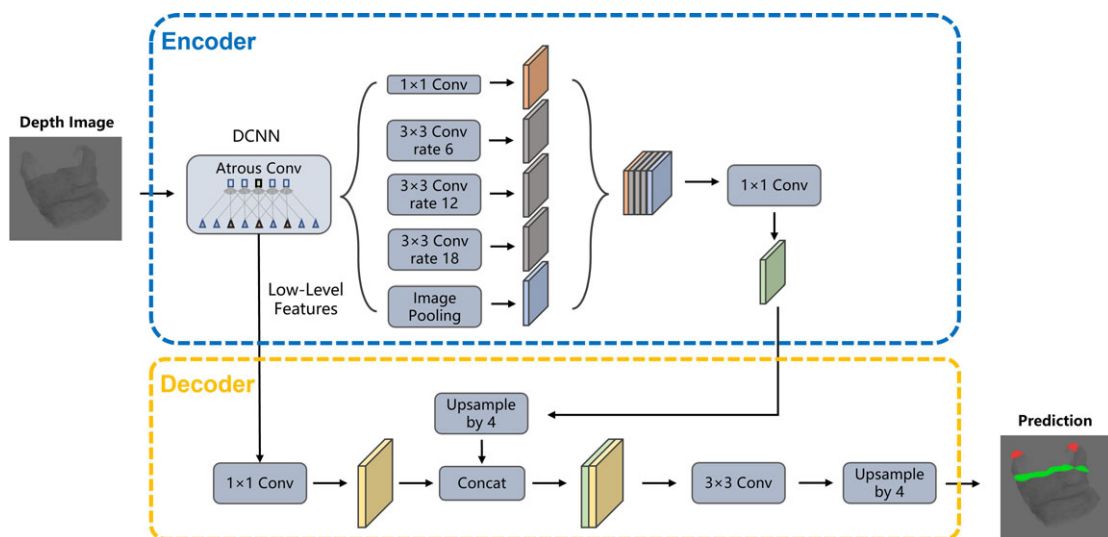 Encoder
Depth Image
DCNN
Atrous Conv
1×1 Conv
3×3 Conv
rate 6
3×3 Conv
rate 12
3×3 Conv
rate 18
Image
Pooling
1×1 Conv
Low-Level
Features
Decoder
Upsample
by 4
1×1 Conv
Concat
3×3 Conv
Upsample
by 4
Prediction